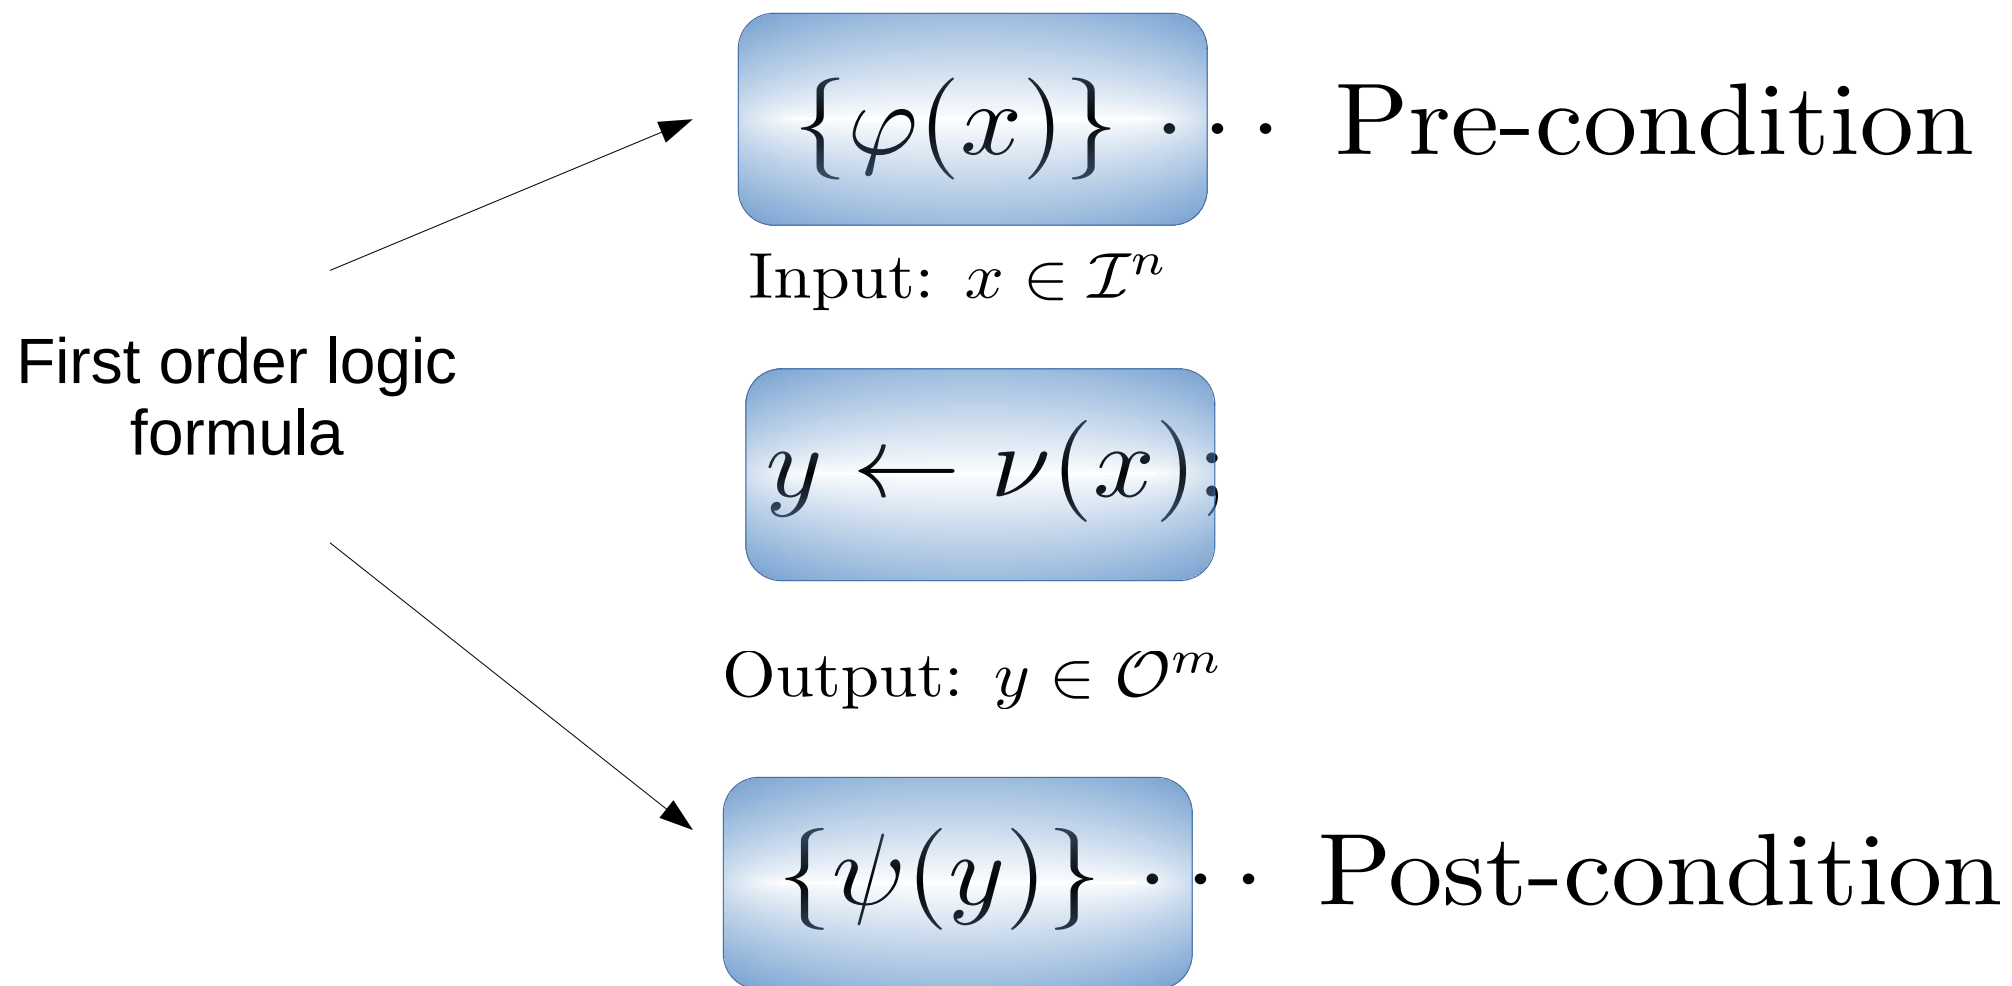 {φ(x)} ··· Pre-condition
Input: x ∈ 𝓘ⁿ
First order logic
formula
y ← ν(x);
Output: y ∈ 𝒪ᵐ
{ψ(y)} ··· Post-condition